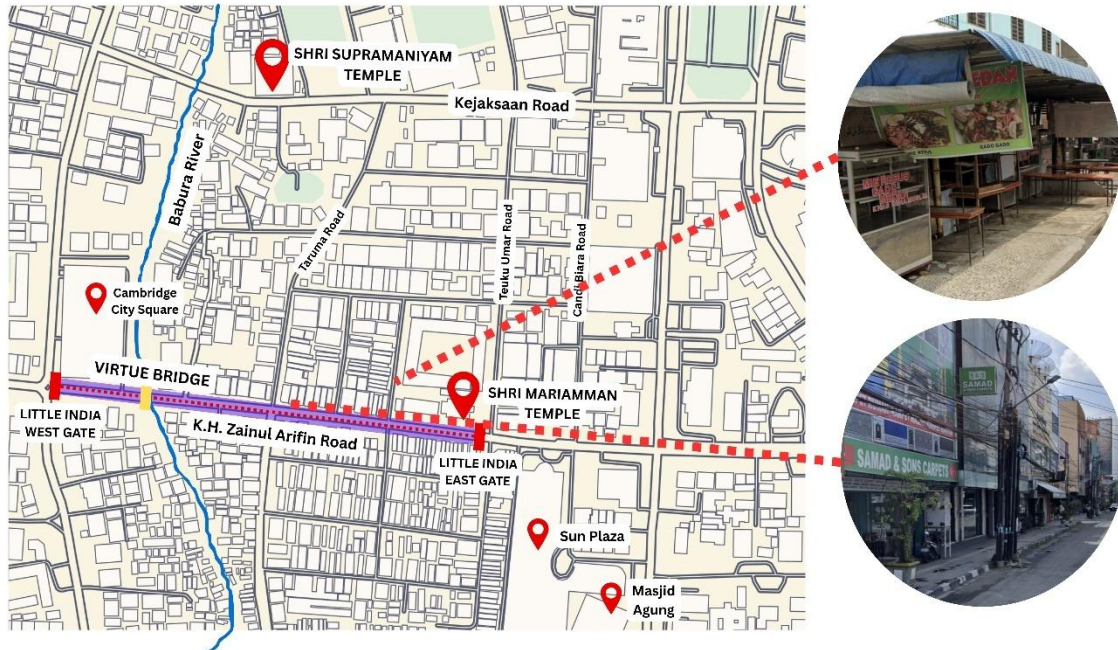 SHRI SUPRAMANIYAM
TEMPLE
Kejaksaan Road
Babura River
Taruma Road
Teuku Umar Road
Candi Biara Road
Cambridge
City Square
VIRTUE BRIDGE
SHRI MARIAMMAN
TEMPLE
LITTLE INDIA
WEST GATE
K.H. Zainul Arifin Road
LITTLE INDIA
EAST GATE
Sun Plaza
Masjid
Agung
EDAN
GADO GADO
SAMAD
SAMAD & SONS CARPETS